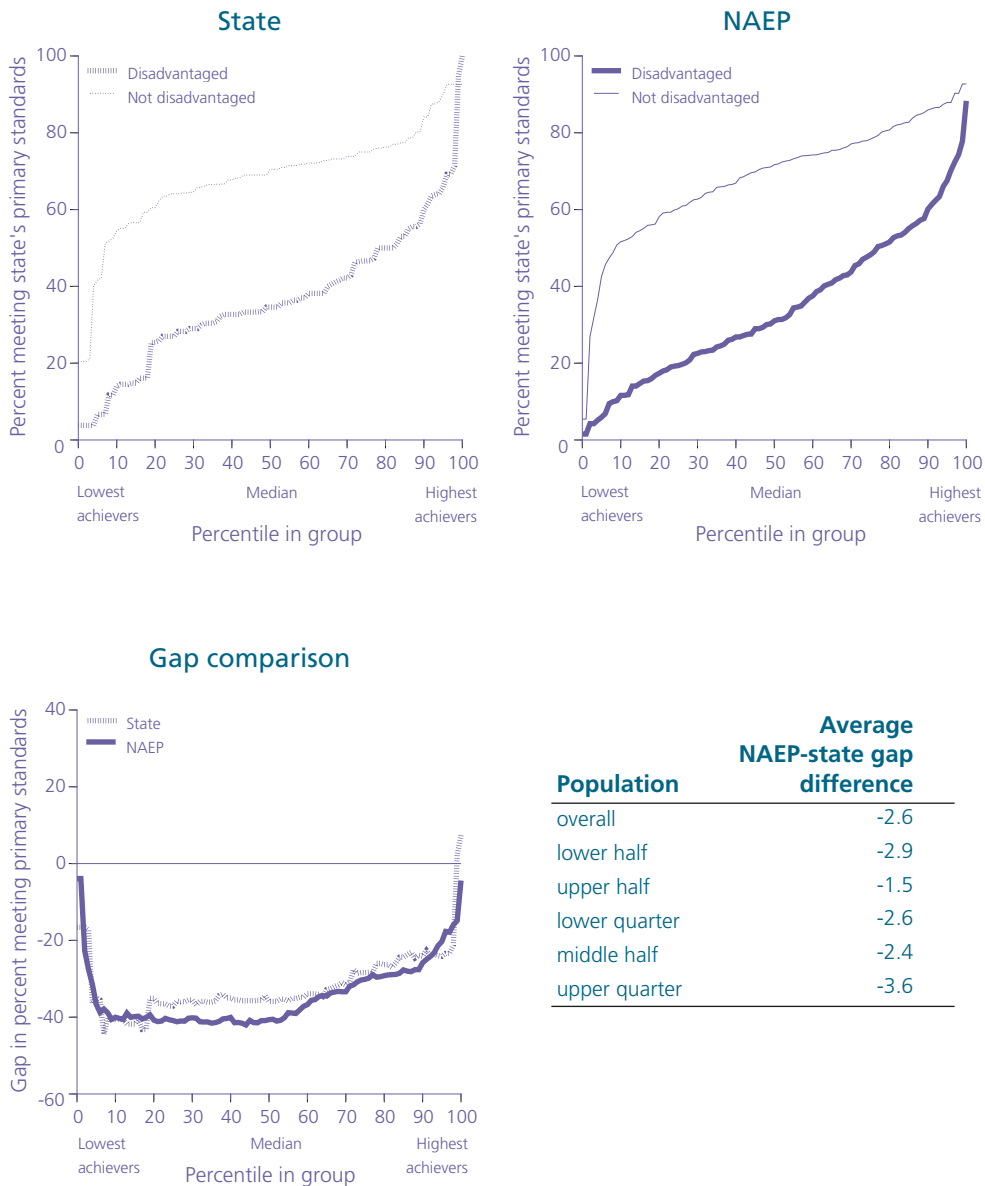 State
100
80
60
40
20
0
Percent meeting state's primary standards
Disadvantaged
Not disadvantaged
0 10 20 30 40 50 60 70 80 90 100
Lowest achievers
Median
Highest achievers
Percentile in group
NAEP
100
80
60
40
20
0
Percent meeting state's primary standards
Disadvantaged
Not disadvantaged
0 10 20 30 40 50 60 70 80 90 100
Lowest achievers
Median
Highest achievers
Percentile in group
Gap comparison
40
20
0
-20
-40
-60
Gap in percent meeting primary standards
State
NAEP
0 10 20 30 40 50 60 70 80 90 100
Lowest achievers
Median
Highest achievers
Percentile in group
Average
NAEP-state gap
Population difference
overall -2.6
lower half -2.9
upper half -1.5
lower quarter -2.6
middle half -2.4
upper quarter -3.6